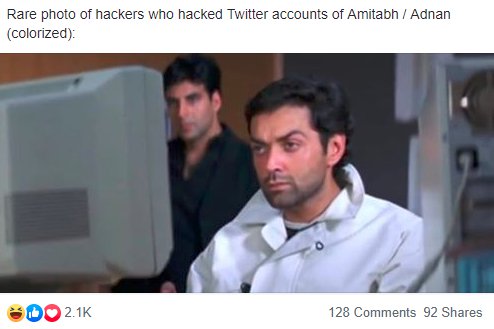 Rare photo of hackers who hacked Twitter accounts of Amitabh / Adnan
(colorized):
2.1K
128 Comments 92 Shares